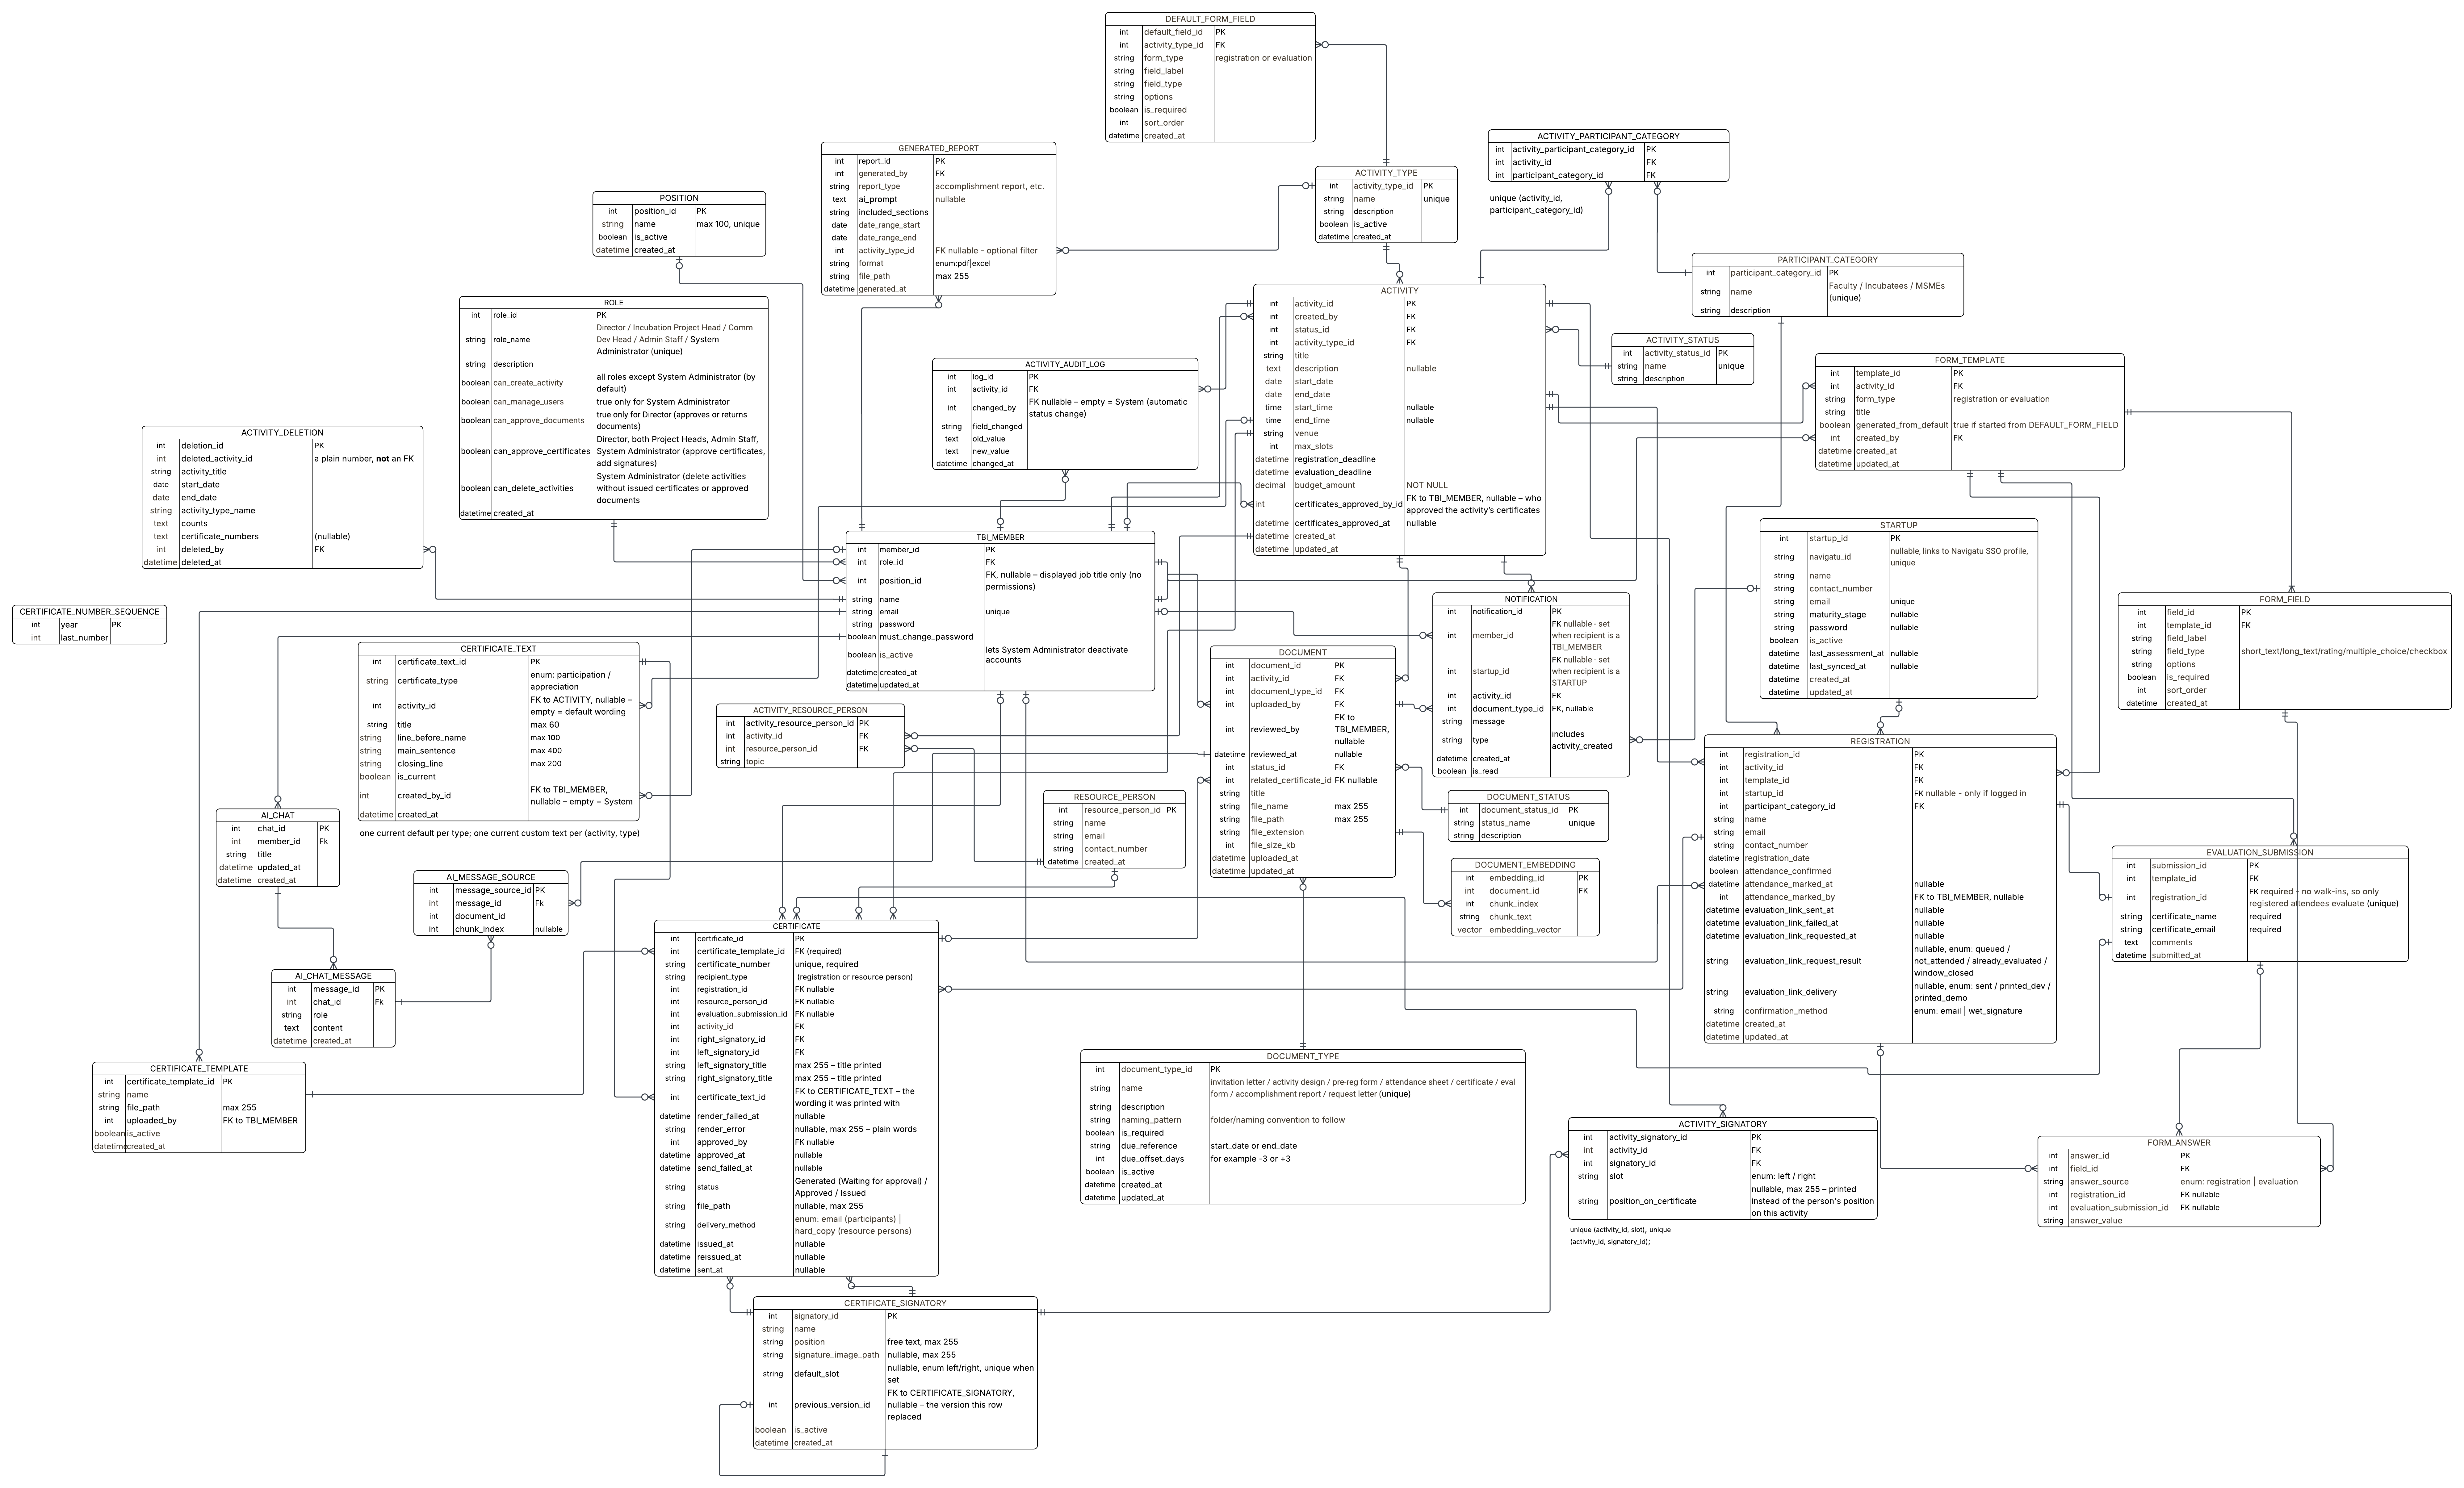 DEFAULT_FORM_FIELD
int default_field_id PK
int activity_type_id FK
string form_type registration or evaluation
string field_label
string field_type
string options
boolean is_required
int sort_order
datetime created_at
ACTIVITY_PARTICIPANT_CATEGORY
int activity_participant_category_id PK
int activity_id FK
int participant_category_id FK
unique (activity_id,
participant_category_id)
GENERATED_REPORT
int report_id PK
int generated_by FK
string report_type accomplishment report, etc.
text ai_prompt nullable
string included_sections
date date_range_start
date date_range_end
int activity_type_id FK nullable - optional filter
string format enum:pdf|excel
string file_path max 255
datetime generated_at
ACTIVITY_TYPE
int activity_type_id PK
string name unique
string description
boolean is_active
datetime created_at
POSITION
int position_id PK
string name max 100, unique
boolean is_active
datetime created_at
PARTICIPANT_CATEGORY
int participant_category_id PK
string name Faculty / Incubatees / MSMEs
(unique)
string description
ROLE
int role_id PK
string role_name Director / Incubation Project Head / Comm.
Dev Head / Admin Staff / System
Administrator (unique)
string description
boolean can_create_activity all roles except System Administrator (by
default)
boolean can_manage_users true only for System Administrator
boolean can_approve_documents true only for Director (approves or returns
documents)
boolean can_approve_certificates Director, both Project Heads, Admin Staff,
System Administrator (approve certificates,
add signatures)
boolean can_delete_activities System Administrator (delete activities
without issued certificates or approved
documents
datetime created_at
ACTIVITY
int activity_id PK
int created_by FK
int status_id FK
int activity_type_id FK
string title
text description nullable
date start_date
date end_date
time start_time nullable
time end_time nullable
string venue
int max_slots
datetime registration_deadline
datetime evaluation_deadline
decimal budget_amount NOT NULL
int certificates_approved_by_id FK to TBI_MEMBER, nullable – who
approved the activity's certificates
datetime certificates_approved_at nullable
datetime created_at
datetime updated_at
ACTIVITY_STATUS
int activity_status_id PK
string name unique
string description
FORM_TEMPLATE
int template_id PK
int activity_id FK
string form_type registration or evaluation
string title
boolean generated_from_default true if started from DEFAULT_FORM_FIELD
int created_by FK
datetime created_at
datetime updated_at
ACTIVITY_AUDIT_LOG
int log_id PK
int activity_id FK
int changed_by FK nullable – empty = System (automatic
status change)
string field_changed
text old_value
text new_value
datetime changed_at
ACTIVITY_DELETION
int deletion_id PK
int deleted_activity_id a plain number, not an FK
string activity_title
date start_date
date end_date
string activity_type_name
text counts
text certificate_numbers (nullable)
int deleted_by FK
datetime deleted_at
TBI_MEMBER
int member_id PK
int role_id FK
int position_id FK, nullable – displayed job title only (no
permissions)
string name
string email unique
string password
boolean must_change_password
boolean is_active lets System Administrator deactivate
accounts
datetime created_at
datetime updated_at
STARTUP
int startup_id PK
string navigatu_id nullable, links to Navigatu SSO profile,
unique
string name
string contact_number
string email unique
string maturity_stage nullable
string password nullable
boolean is_active
datetime last_assessment_at nullable
datetime last_synced_at nullable
datetime created_at
datetime updated_at
CERTIFICATE_NUMBER_SEQUENCE
int year PK
int last_number
NOTIFICATION
int notification_id PK
int member_id FK nullable - set
when recipient is a
TBI_MEMBER
int startup_id FK nullable - set
when recipient is a
STARTUP
int activity_id FK
int document_type_id FK, nullable
string message
string type includes
activity_created
datetime created_at
boolean is_read
FORM_FIELD
int field_id PK
int template_id FK
string field_label
string field_type short_text/long_text/rating/multiple_choice/checkbox
string options
boolean is_required
int sort_order
datetime created_at
CERTIFICATE_TEXT
int certificate_text_id PK
string certificate_type enum: participation /
appreciation
int activity_id FK to ACTIVITY, nullable –
empty = default wording
string title max 60
string line_before_name max 100
string main_sentence max 400
string closing_line max 200
boolean is_current
int created_by_id FK to TBI_MEMBER,
nullable – empty = System
datetime created_at
one current default per type; one current custom text per (activity, type)
DOCUMENT
int document_id PK
int activity_id FK
int document_type_id FK
int uploaded_by FK
int reviewed_by FK to
TBI_MEMBER,
nullable
datetime reviewed_at nullable
int status_id FK
int related_certificate_id FK nullable
string title
string file_name max 255
string file_path max 255
string file_extension
int file_size_kb
datetime uploaded_at
datetime updated_at
ACTIVITY_RESOURCE_PERSON
int activity_resource_person_id PK
int activity_id FK
int resource_person_id FK
string topic
REGISTRATION
int registration_id PK
int activity_id FK
int template_id FK
int startup_id FK nullable - only if logged in
int participant_category_id FK
string name
string email
string contact_number
datetime registration_date
boolean attendance_confirmed
datetime attendance_marked_at nullable
int attendance_marked_by FK to TBI_MEMBER, nullable
datetime evaluation_link_sent_at nullable
datetime evaluation_link_failed_at nullable
datetime evaluation_link_requested_at nullable
string evaluation_link_request_result nullable, enum: queued /
not_attended / already_evaluated /
window_closed
string evaluation_link_delivery nullable, enum: sent / printed_dev /
printed_demo
string confirmation_method enum: email | wet_signature
datetime created_at
datetime updated_at
RESOURCE_PERSON
int resource_person_id PK
string name
string email
string contact_number
datetime created_at
DOCUMENT_STATUS
int document_status_id PK
string status_name unique
string description
AI_CHAT
int chat_id PK
int member_id Fk
string title
datetime updated_at
datetime created_at
DOCUMENT_EMBEDDING
int embedding_id PK
int document_id FK
int chunk_index
string chunk_text
vector embedding_vector
EVALUATION_SUBMISSION
int submission_id PK
int template_id FK
int registration_id FK required - no walk-ins, so only
registered attendees evaluate (unique)
string certificate_name required
string certificate_email required
text comments
datetime submitted_at
AI_MESSAGE_SOURCE
int message_source_id PK
int message_id Fk
int document_id
int chunk_index nullable
CERTIFICATE
int certificate_id PK
int certificate_template_id FK (required)
string certificate_number unique, required
string recipient_type (registration or resource person)
int registration_id FK nullable
int resource_person_id FK nullable
int evaluation_submission_id FK nullable
int activity_id FK
int right_signatory_id FK
int left_signatory_id FK
string left_signatory_title max 255 – title printed
string right_signatory_title max 255 – title printed
int certificate_text_id FK to CERTIFICATE_TEXT – the
wording it was printed with
datetime render_failed_at nullable
string render_error nullable, max 255 – plain words
int approved_by FK nullable
datetime approved_at nullable
datetime send_failed_at nullable
string status Generated (Waiting for approval) /
Approved / Issued
string file_path nullable, max 255
string delivery_method enum: email (participants) |
hard_copy (resource persons)
datetime issued_at nullable
datetime reissued_at nullable
datetime sent_at nullable
AI_CHAT_MESSAGE
int message_id PK
int chat_id Fk
string role
text content
datetime created_at
CERTIFICATE_TEMPLATE
int certificate_template_id PK
string name
string file_path max 255
int uploaded_by FK to TBI_MEMBER
boolean is_active
datetime created_at
DOCUMENT_TYPE
int document_type_id PK
string name invitation letter / activity design / pre-reg form / attendance sheet / certificate / eval
form / accomplishment report / request letter (unique)
string description
string naming_pattern folder/naming convention to follow
boolean is_required
string due_reference start_date or end_date
int due_offset_days for example -3 or +3
boolean is_active
datetime created_at
datetime updated_at
ACTIVITY_SIGNATORY
int activity_signatory_id PK
int activity_id FK
int signatory_id FK
string slot enum: left / right
string position_on_certificate nullable, max 255 – printed
instead of the person's position
on this activity
unique (activity_id, slot), unique
(activity_id, signatory_id);
FORM_ANSWER
int answer_id PK
int field_id FK
string answer_source enum: registration | evaluation
int registration_id FK nullable
int evaluation_submission_id FK nullable
string answer_value
CERTIFICATE_SIGNATORY
int signatory_id PK
string name
string position free text, max 255
string signature_image_path nullable, max 255
string default_slot nullable, enum left/right, unique when
set
int previous_version_id FK to CERTIFICATE_SIGNATORY,
nullable – the version this row
replaced
boolean is_active
datetime created_at